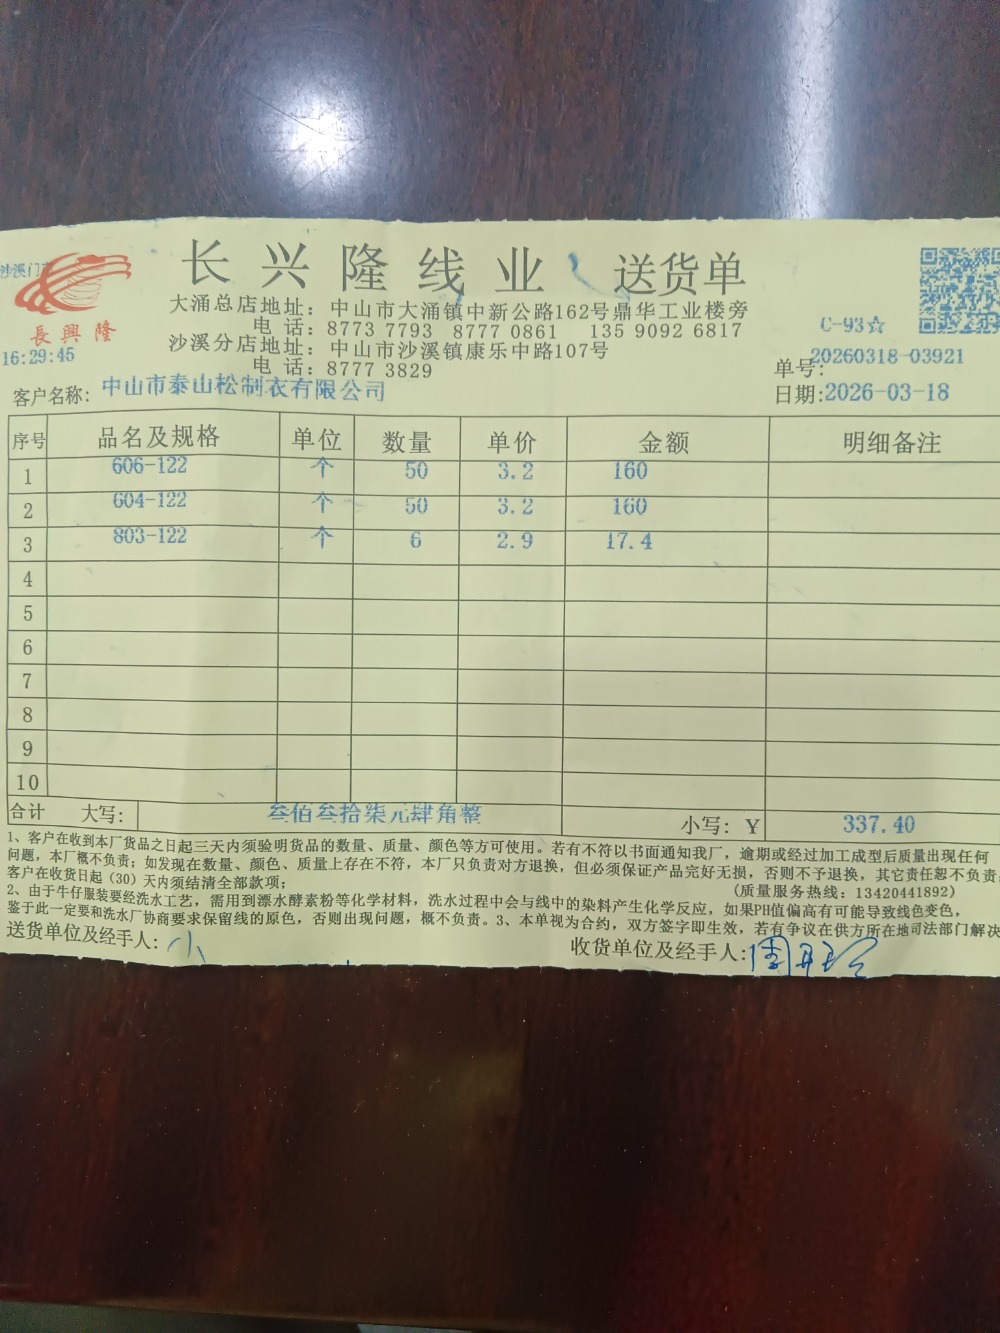 长兴隆线业 送货单
沙溪门市
長興隆
16:29:45
大涌总店地址：中山市大涌镇中新公路162号鼎华工业楼旁
电话：8773 7793 8777 0861 135 9092 6817
沙溪分店地址：中山市沙溪镇康乐中路107号
电话：8777 3829
C-93☆
单号：20260318-03921
客户名称：中山市泰山松制衣有限公司
日期：2026-03-18
序号 品名及规格 单位 数量 单价 金额 明细备注
1 606-122 个 50 3.2 160
2 604-122 个 50 3.2 160
3 803-122 个 6 2.9 17.4
4
5
6
7
8
9
10
合计 大写：叁佰叁拾柒元肆角整 小写：Y 337.40
1、客户在收到本厂货品之日起三天内须验明货品的数量、质量、颜色等方可使用。若有不符以书面通知我厂，逾期或经过加工成型后质量出现任何
问题，本厂概不负责；如发现在数量、颜色、质量上存在不符，本厂只负责对方退换，但必须保证产品完好无损，否则不予退换，其它责任恕不负责。
客户在收货日起（30）天内须结清全部款项； （质量服务热线：13420441892）
2、由于牛仔服装要经洗水工艺，需用到漂水酵素粉等化学材料，洗水过程中会与线中的染料产生化学反应，如果PH值偏高有可能导致线色变色，
鉴于此一定要和洗水厂协商要求保留线的原色，否则出现问题，概不负责。3、本单视为合约，双方签字即生效，若有争议在供方所在地司法部门解决
送货单位及经手人：小 收货单位及经手人：